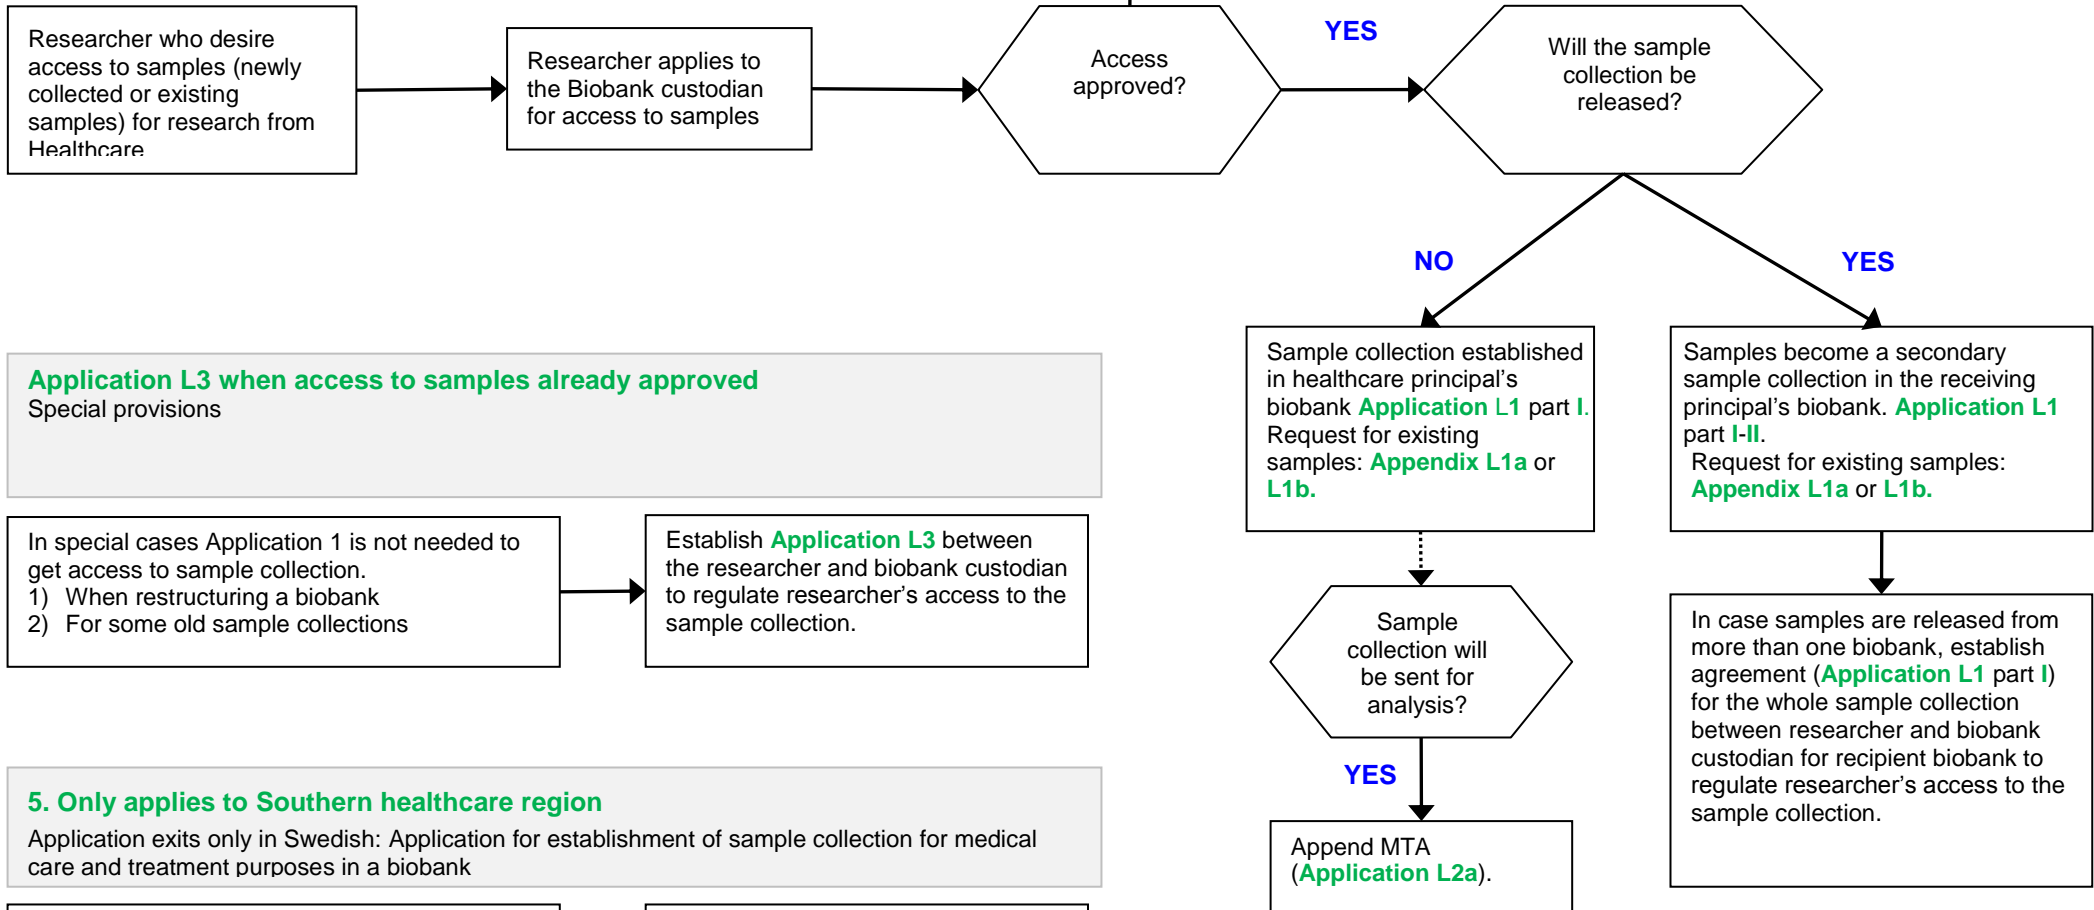 Researcher who desire
access to samples (newly
collected or existing
samples) for research from
Healthcare
Researcher applies to
the Biobank custodian
for access to samples
Access
approved?
YES
Will the sample
collection be
released?
NO
YES
Sample collection established
in healthcare principal's
biobank Application L1 part I.
Request for existing
samples: Appendix L1a or
L1b.
Samples become a secondary
sample collection in the receiving
principal's biobank. Application L1
part I-II.
Request for existing samples:
Appendix L1a or L1b.
Application L3 when access to samples already approved
Special provisions
In special cases Application 1 is not needed to
get access to sample collection.
1) When restructuring a biobank
2) For some old sample collections
Establish Application L3 between
the researcher and biobank custodian
to regulate researcher's access to the
sample collection.
Sample
collection will
be sent for
analysis?
YES
Append MTA
(Application L2a).
In case samples are released from
more than one biobank, establish
agreement (Application L1 part I)
for the whole sample collection
between researcher and biobank
custodian for recipient biobank to
regulate researcher's access to the
sample collection.
5. Only applies to Southern healthcare region
Application exits only in Swedish: Application for establishment of sample collection for medical
care and treatment purposes in a biobank